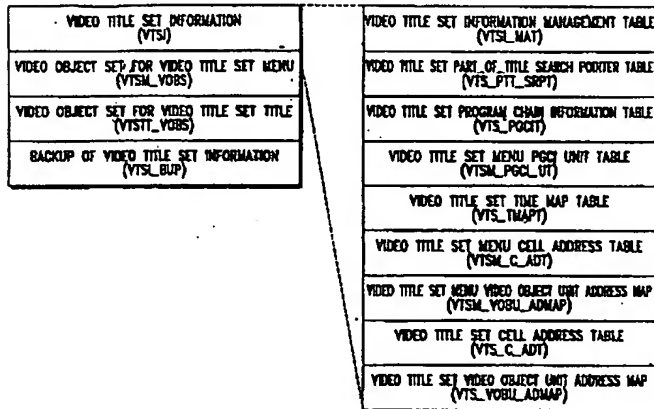 VIDEO TITLE SET INFORMATION
(VTSI)
VIDEO OBJECT SET FOR VIDEO TITLE SET MENU
(VTSM_VOBS)
VIDEO OBJECT SET FOR VIDEO TITLE SET TITLE
(VTSTT_VOBS)
BACKUP OF VIDEO TITLE SET INFORMATION
(VTSI_BUP)
VIDEO TITLE SET INFORMATION MANAGEMENT TABLE
(VTSI_MAT)
VIDEO TITLE SET PART_OF_TITLE SEARCH POINTER TABLE
(VTS_PTT_SRPT)
VIDEO TITLE SET PROGRAM CHAIN INFORMATION TABLE
(VTS_PGCIT)
VIDEO TITLE SET MENU PGCI UNIT TABLE
(VTSM_PGCI_UT)
VIDEO TITLE SET TIME MAP TABLE
(VTS_TMAPT)
VIDEO TITLE SET MENU CELL ADDRESS TABLE
(VTSM_C_ADT)
VIDEO TITLE SET MENU VIDEO OBJECT UNIT ADDRESS MAP
(VTSM_VOBU_ADMAP)
VIDEO TITLE SET CELL ADDRESS TABLE
(VTS_C_ADT)
VIDEO TITLE SET VIDEO OBJECT UNIT ADDRESS MAP
(VTS_VOBU_ADMAP)